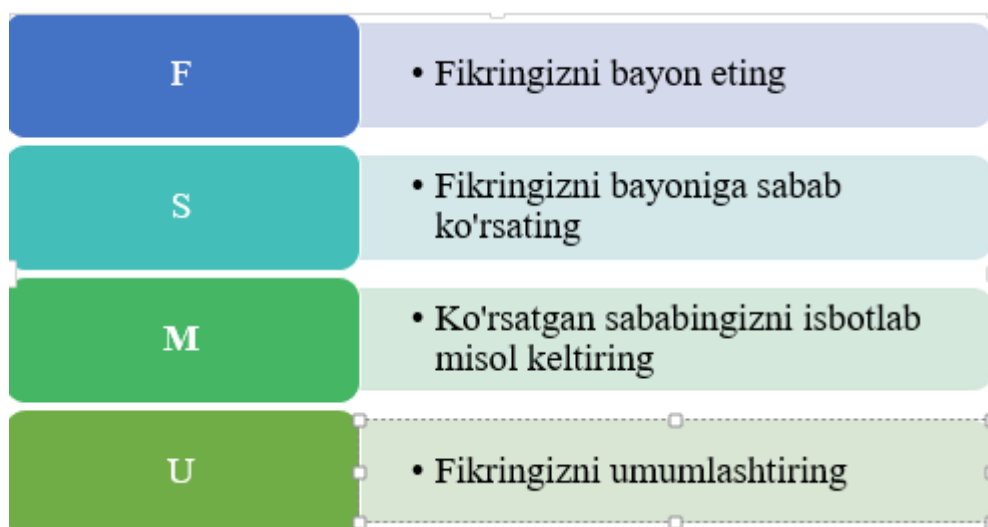 F
• Fikringizni bayon eting
S
• Fikringizni bayoniga sabab
ko'rsating
M
• Ko'rsatgan sababingizni isbotlab
misol keltiring
U
• Fikringizni umumlashtiring